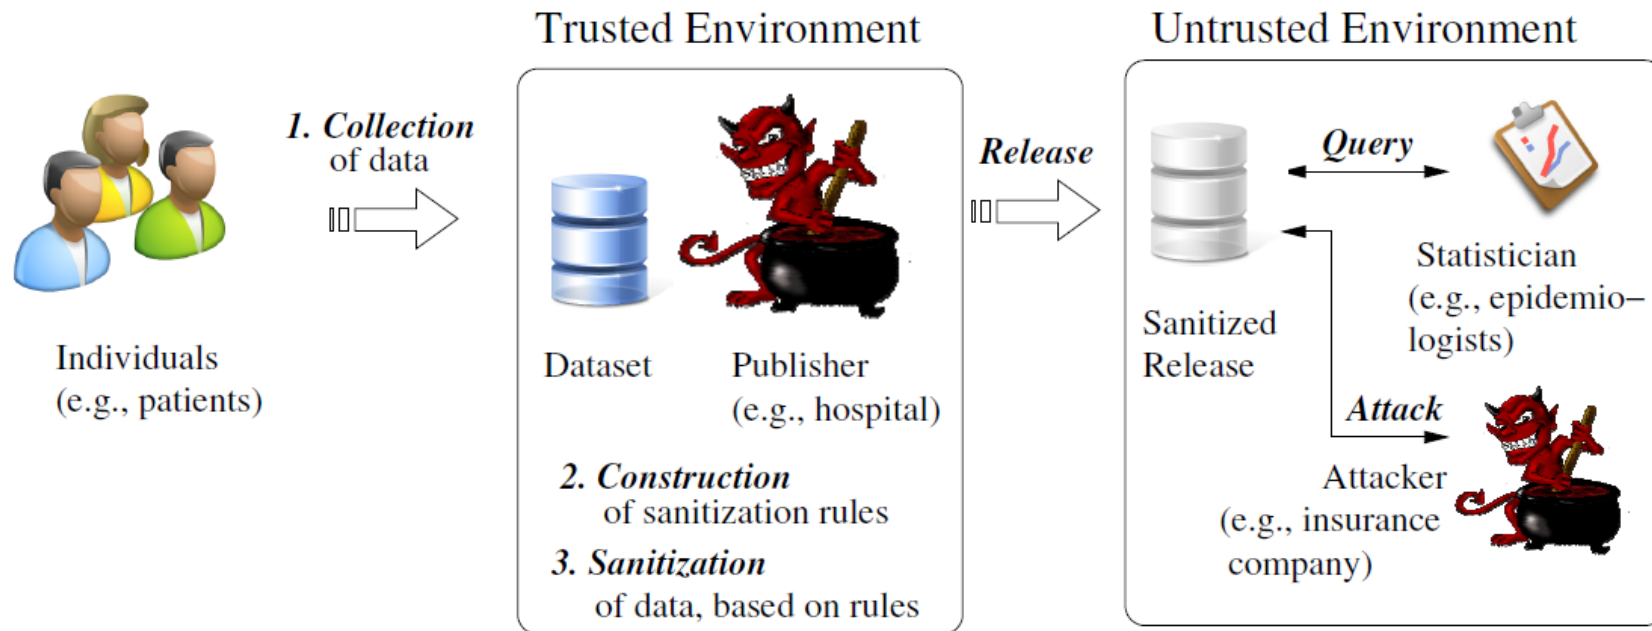 Trusted Environment
Untrusted Environment
1. Collection
of data
Individuals
(e.g., patients)
Dataset
Publisher
(e.g., hospital)
2. Construction
of sanitization rules
3. Sanitization
of data, based on rules
Release
Sanitized
Release
Query
Statistician
(e.g., epidemio–
logists)
Attack
Attacker
(e.g., insurance
company)